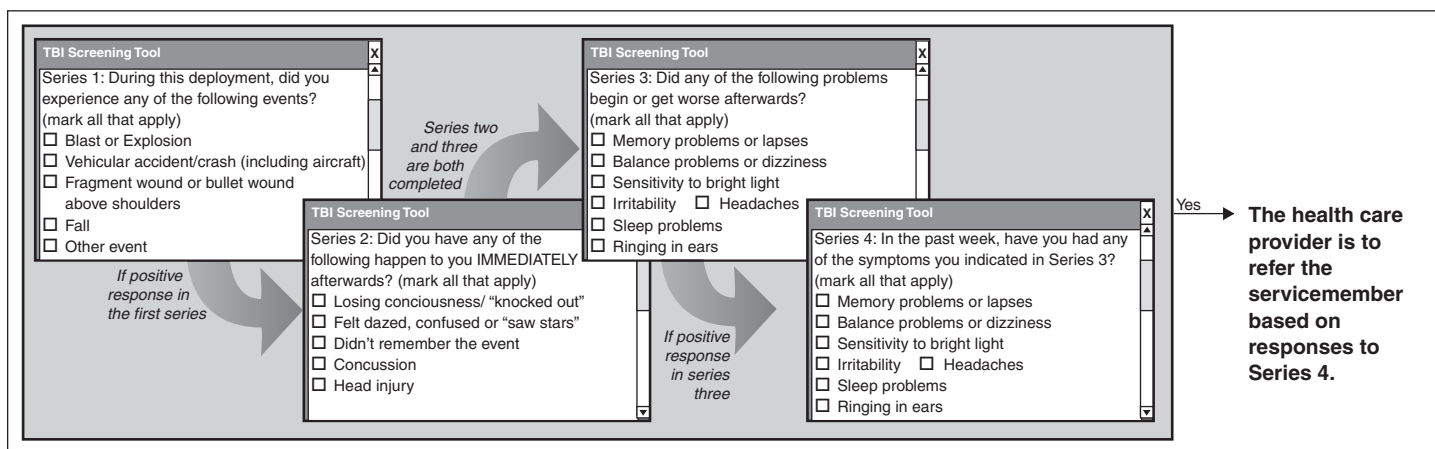 TBI Screening Tool X
Series 1: During this deployment, did you
experience any of the following events?
(mark all that apply)
Blast or Explosion
Vehicular accident/crash (including aircraft)
Fragment wound or bullet wound
above shoulders
Fall
Other event
If positive
response in
the first series
TBI Screening Tool X
Series 2: Did you have any of the
following happen to you IMMEDIATELY
afterwards? (mark all that apply)
Losing conciousness/ “knocked out”
Felt dazed, confused or “saw stars”
Didn’t remember the event
Concussion
Head injury
Series two
and three
are both
completed
TBI Screening Tool X
Series 3: Did any of the following problems
begin or get worse afterwards?
(mark all that apply)
Memory problems or lapses
Balance problems or dizziness
Sensitivity to bright light
Irritability Headaches
Sleep problems
Ringing in ears
If positive
response
in series
three
TBI Screening Tool X
Series 4: In the past week, have you had any
of the symptoms you indicated in Series 3?
(mark all that apply)
Memory problems or lapses
Balance problems or dizziness
Sensitivity to bright light
Irritability Headaches
Sleep problems
Ringing in ears
Yes
The health care
provider is to
refer the
servicemember
based on
responses to
Series 4.